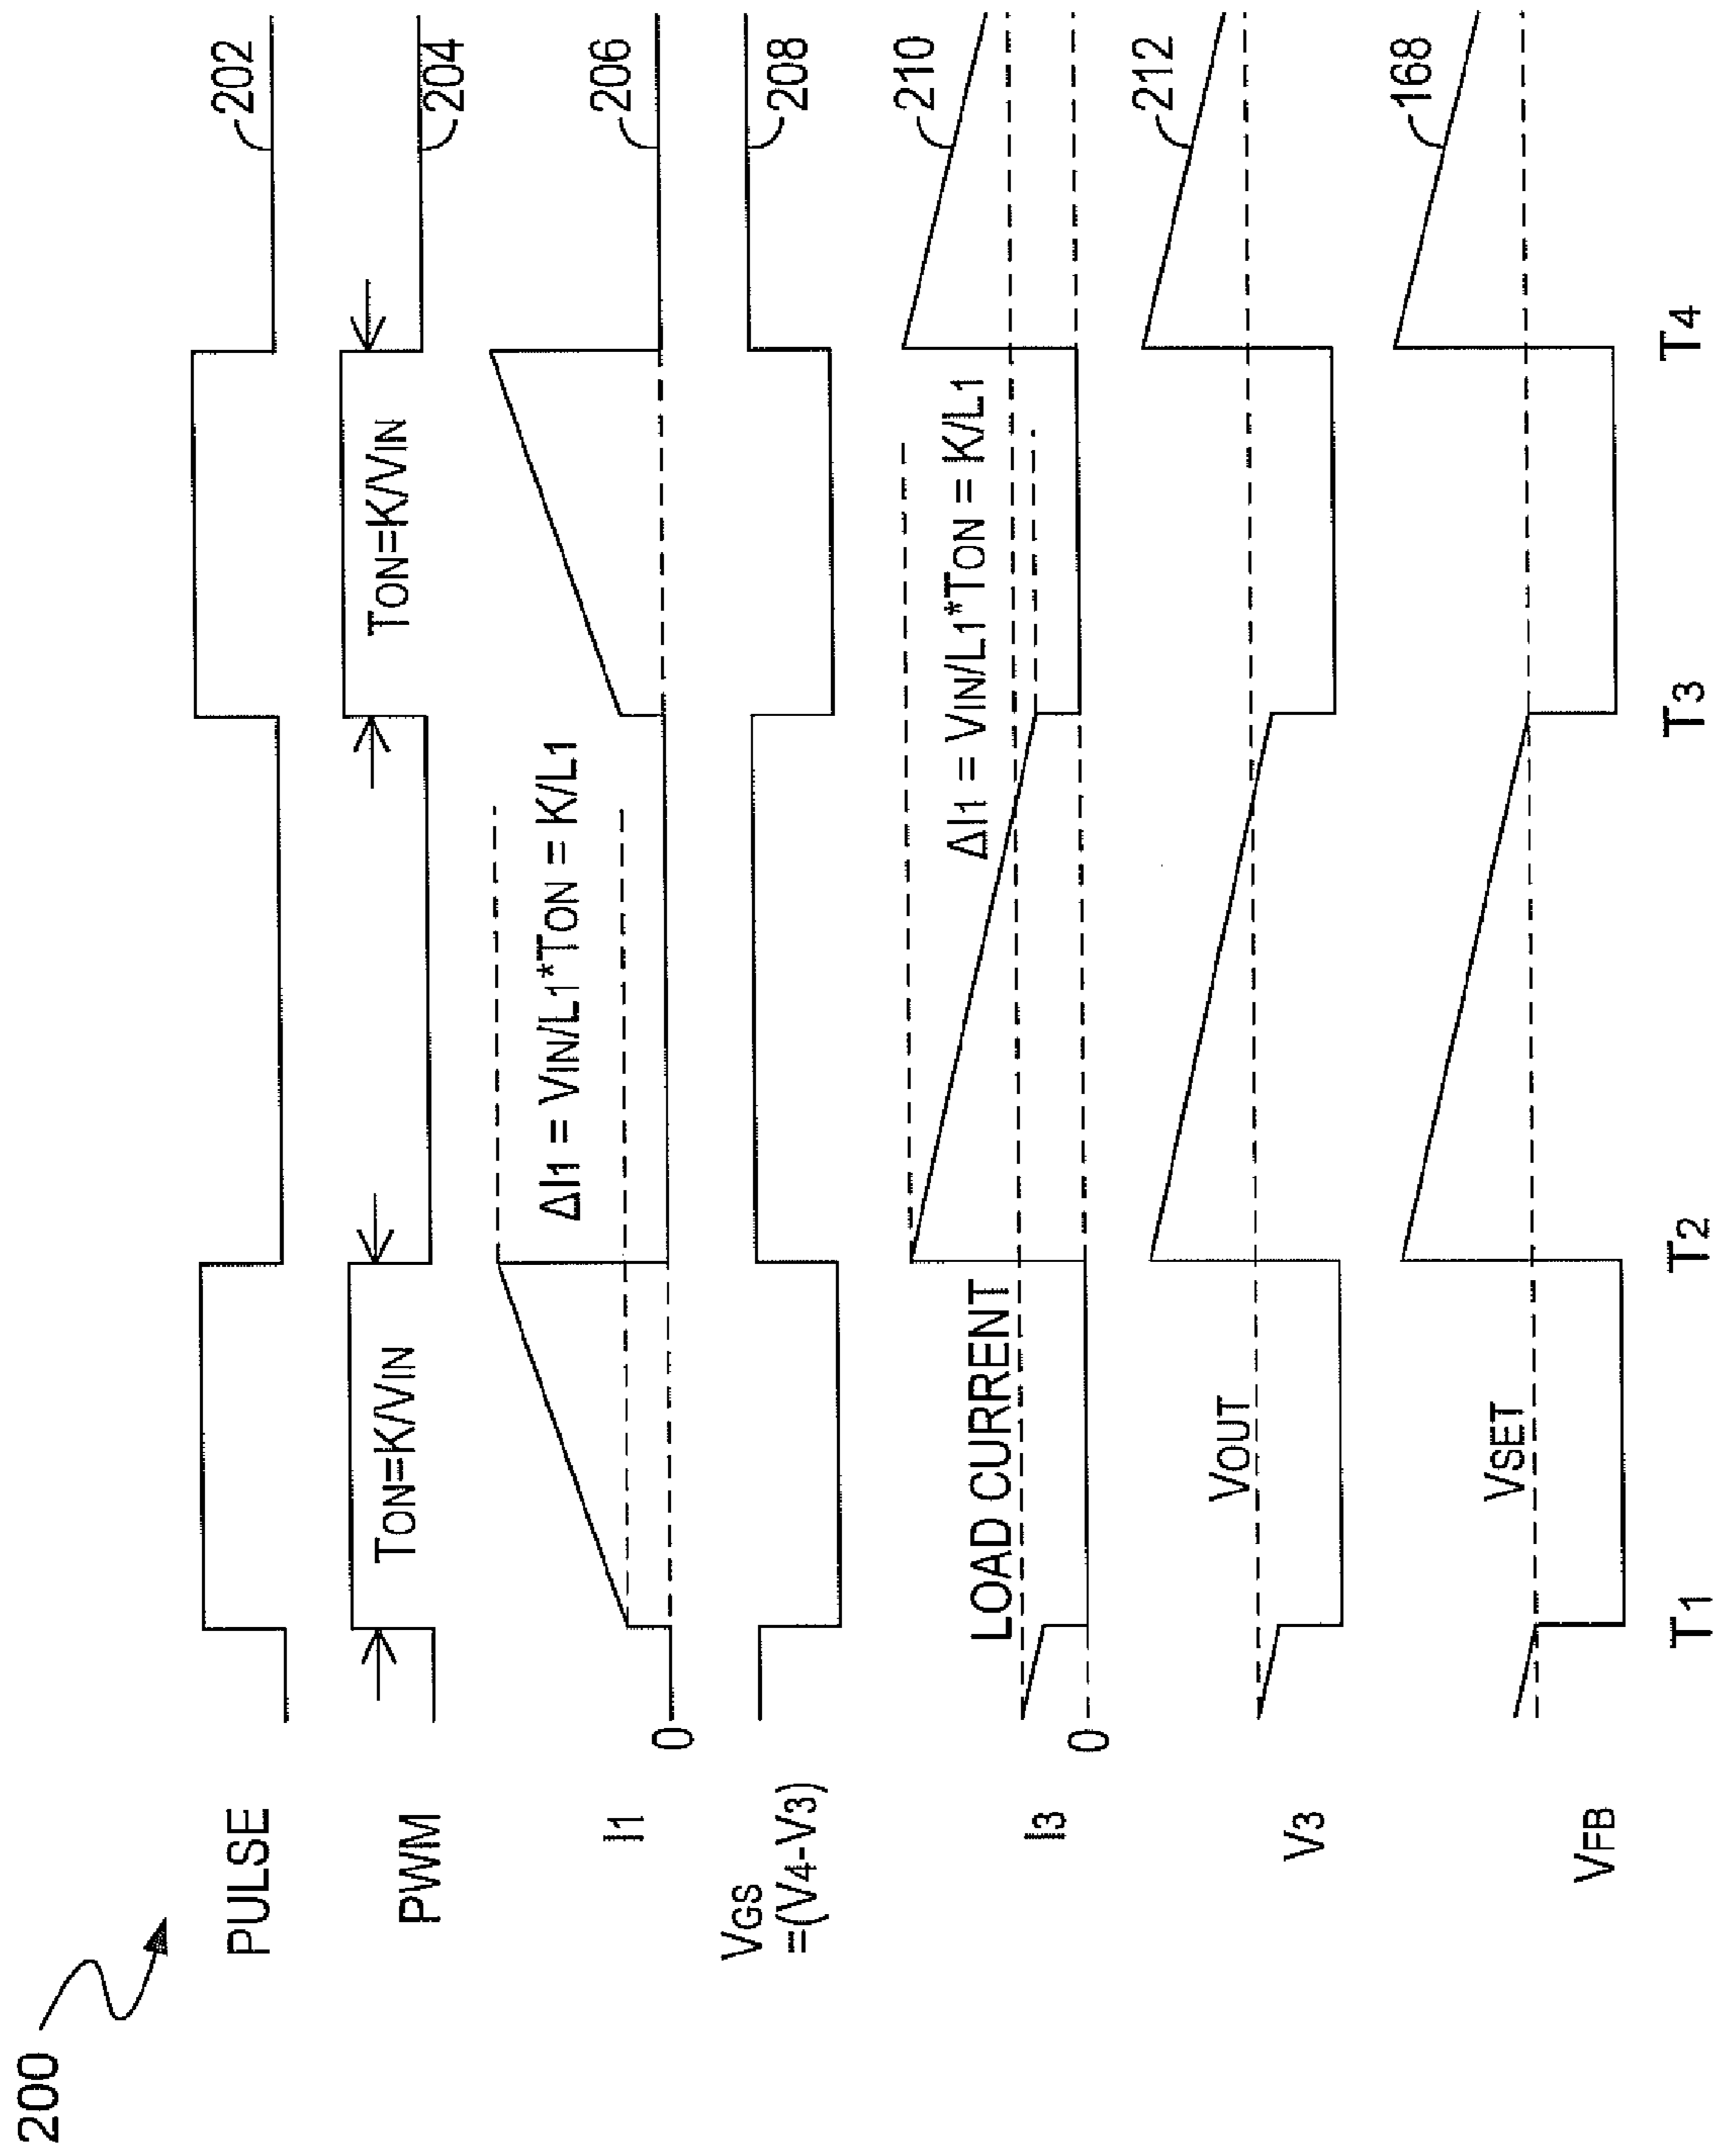 200
PULSE
202
PWM
TON=K/VIN
TON=K/VIN
204
I1
0
ΔI1 = VIN/L1*TON = K/L1
206
VGS
=(V4-V3)
208
I3
0
LOAD CURRENT
ΔI1 = VIN/L1*TON = K/L1
210
V3
VOUT
212
VFB
VSET
168
T1
T2
T3
T4